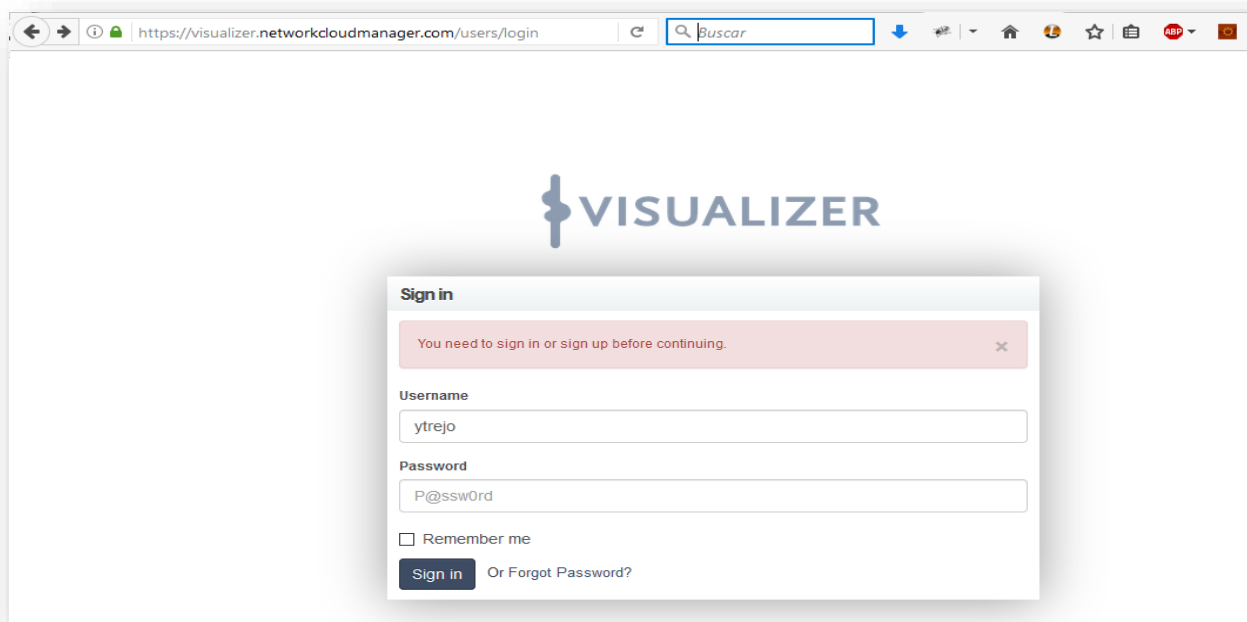 https://visualizer.networkcloudmanager.com/users/login
Buscar
ABP
VISUALIZER
Sign in
You need to sign in or sign up before continuing.
×
Username
ytrejo
Password
P@ssw0rd
Remember me
Sign in Or Forgot Password?